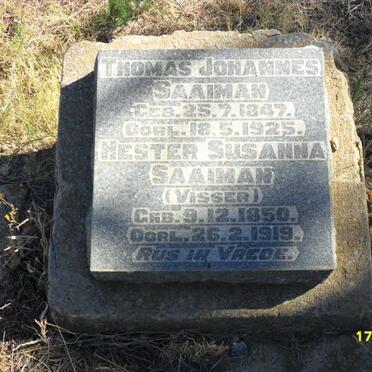 THOMAS JOHANNES
SAAIMAN
GEB. 25.7.1847.
OORL. 18.5.1925.
HESTER SUSANNA
SAAIMAN
(VISSER)
GEB. 9.12.1850.
OORL. 26.2.1919.
RUS IN VREDE.
17